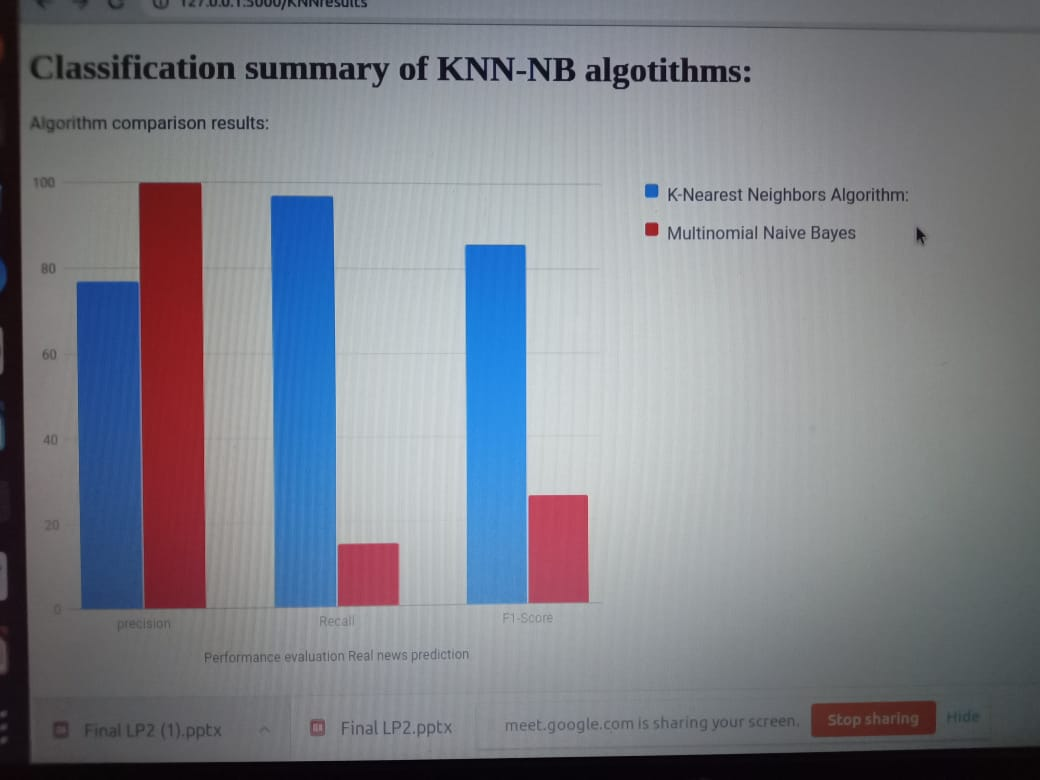 127.0.0.1:5000/KNNresults
Classification summary of KNN-NB algotithms:
Algorithm comparison results:
100
80
60
40
20
0
K-Nearest Neighbors Algorithm:
Multinomial Naive Bayes
precision
Recall
F1-Score
Performance evaluation Real news prediction
Final LP2 (1).pptx
Final LP2.pptx
meet.google.com is sharing your screen.
Stop sharing
Hide